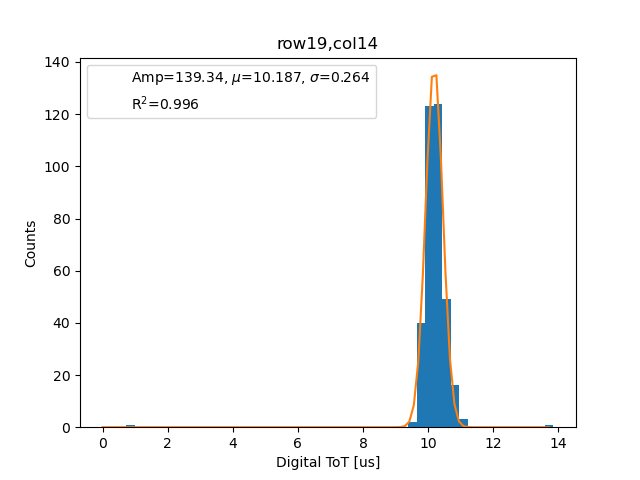 row19,col14
Amp=139.34, μ=10.187, σ=0.264
R²=0.996
140
120
100
80
60
40
20
0
Counts
0 2 4 6 8 10 12 14
Digital ToT [us]